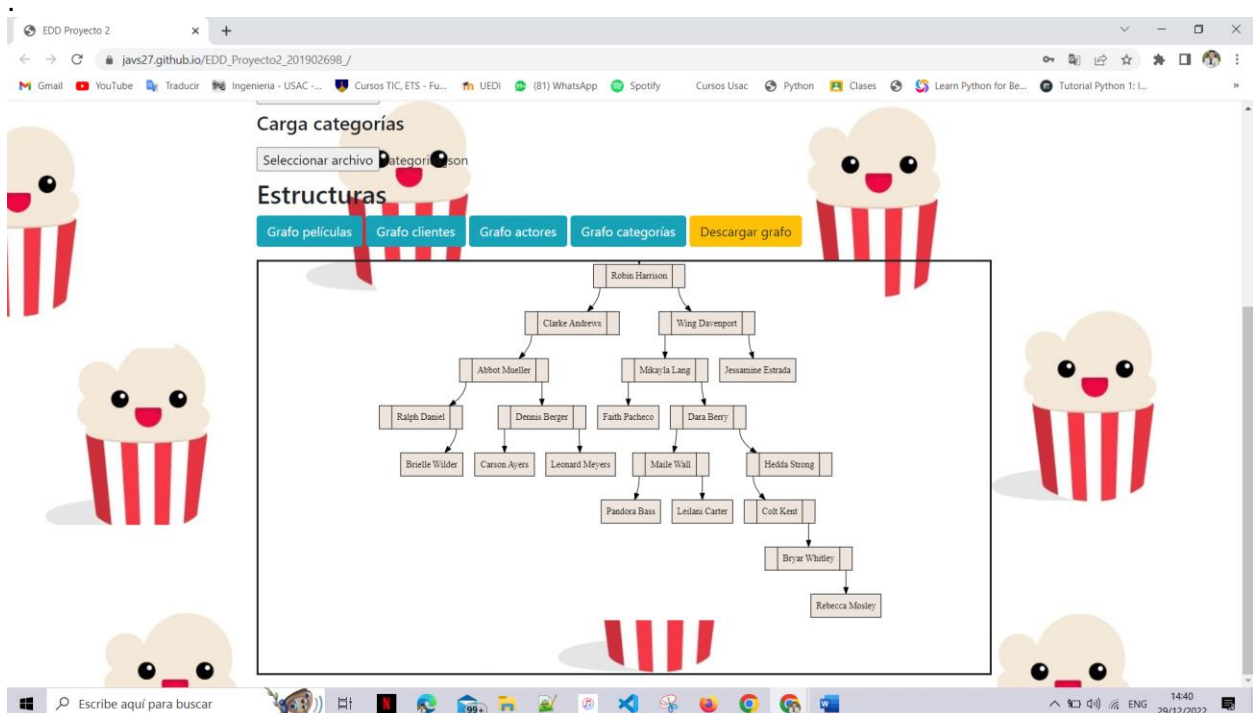 .
EDD Proyecto 2
javs27.github.io/EDD_Proyecto2_201902698_/
Gmail YouTube Traducir Ingenieria - USAC -... Cursos TIC, ETS - Fu... UEDI (81) WhatsApp Spotify Cursos Usac Python Clases Learn Python for Be... Tutorial Python 1: I... »
Carga categorías
Seleccionar archivo
Estructuras
Grafo películas Grafo clientes Grafo actores Grafo categorías Descargar grafo
Robin Harrison
Clarke Andrews Wing Davenport
Abbot Mueller Mikayla Lang Jessamine Estrada
Ralph Daniel Dennis Berger Faith Pacheco Dara Berry
Brielle Wilder Carson Ayers Leonard Meyers Maile Wall Hedda Strong
Pandora Bass Leilani Carter Colt Kent
Bryar Whitley
Rebecca Mosley
Escribe aquí para buscar 99+ ENG 14:40
29/12/2022